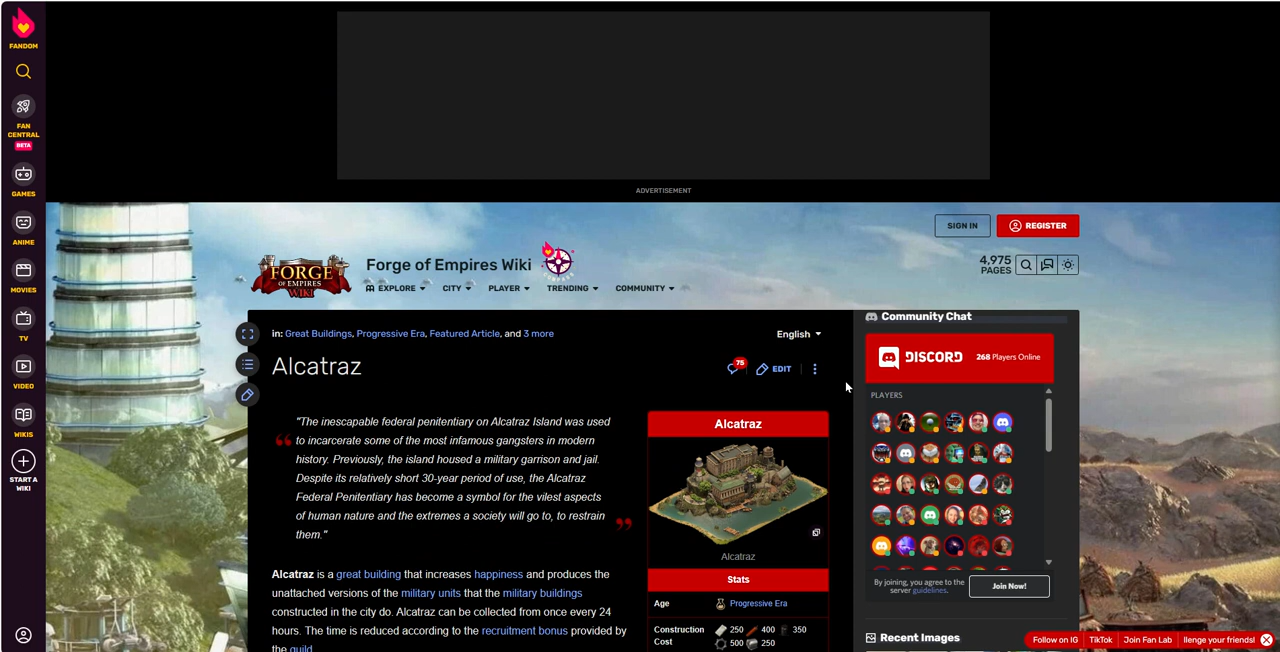 FANDOM
FAN
CENTRAL
BETA
GAMES
ANIME
MOVIES
TV
VIDEO
WIKIS
START A
WIKI
ADVERTISEMENT
SIGN IN
REGISTER
FORGE
OF EMPIRES
WIKI
Forge of Empires Wiki
4,975
PAGES
EXPLORE
CITY
PLAYER
TRENDING
COMMUNITY
in: Great Buildings, Progressive Era, Featured Article, and 3 more
English
Alcatraz
75
EDIT
"The inescapable federal penitentiary on Alcatraz Island was used
to incarcerate some of the most infamous gangsters in modern
history. Previously, the island housed a military garrison and jail.
Despite its relatively short 30-year period of use, the Alcatraz
Federal Penitentiary has become a symbol for the vilest aspects
of human nature and the extremes a society will go to, to restrain
them."
Alcatraz is a great building that increases happiness and produces the
unattached versions of the military units that the military buildings
constructed in the city do. Alcatraz can be collected from once every 24
hours. The time is reduced according to the recruitment bonus provided by
the guild.
Alcatraz
Alcatraz
Stats
Age
Progressive Era
Construction
Cost
250 400 350
500 250
Community Chat
DISCORD
268 Players Online
PLAYERS
By joining, you agree to the
server guidelines.
Join Now!
Recent Images
Follow on IG
TikTok
Join Fan Lab
llenge your friends!